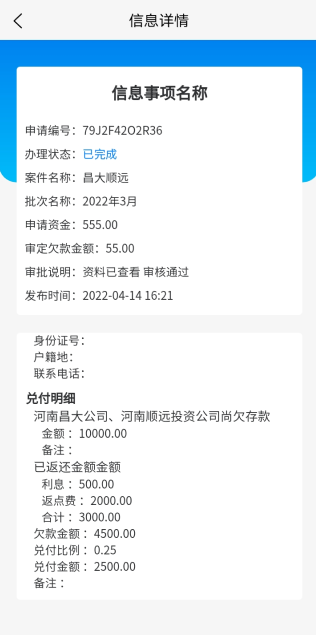 信息详情
信息事项名称
申请编号：79J2F42O2R36
办理状态：已完成
案件名称：昌大顺远
批次名称：2022年3月
申请资金：555.00
审定欠款金额：55.00
审批说明：资料已查看 审核通过
发布时间：2022-04-14 16:21
身份证号：
户籍地：
联系电话：
兑付明细
河南昌大公司、河南顺远投资公司尚欠存款
金额：10000.00
备注：
已返还金额金额
利息：500.00
返点费：2000.00
合计：3000.00
欠款金额：4500.00
兑付比例：0.25
兑付金额：2500.00
备注：